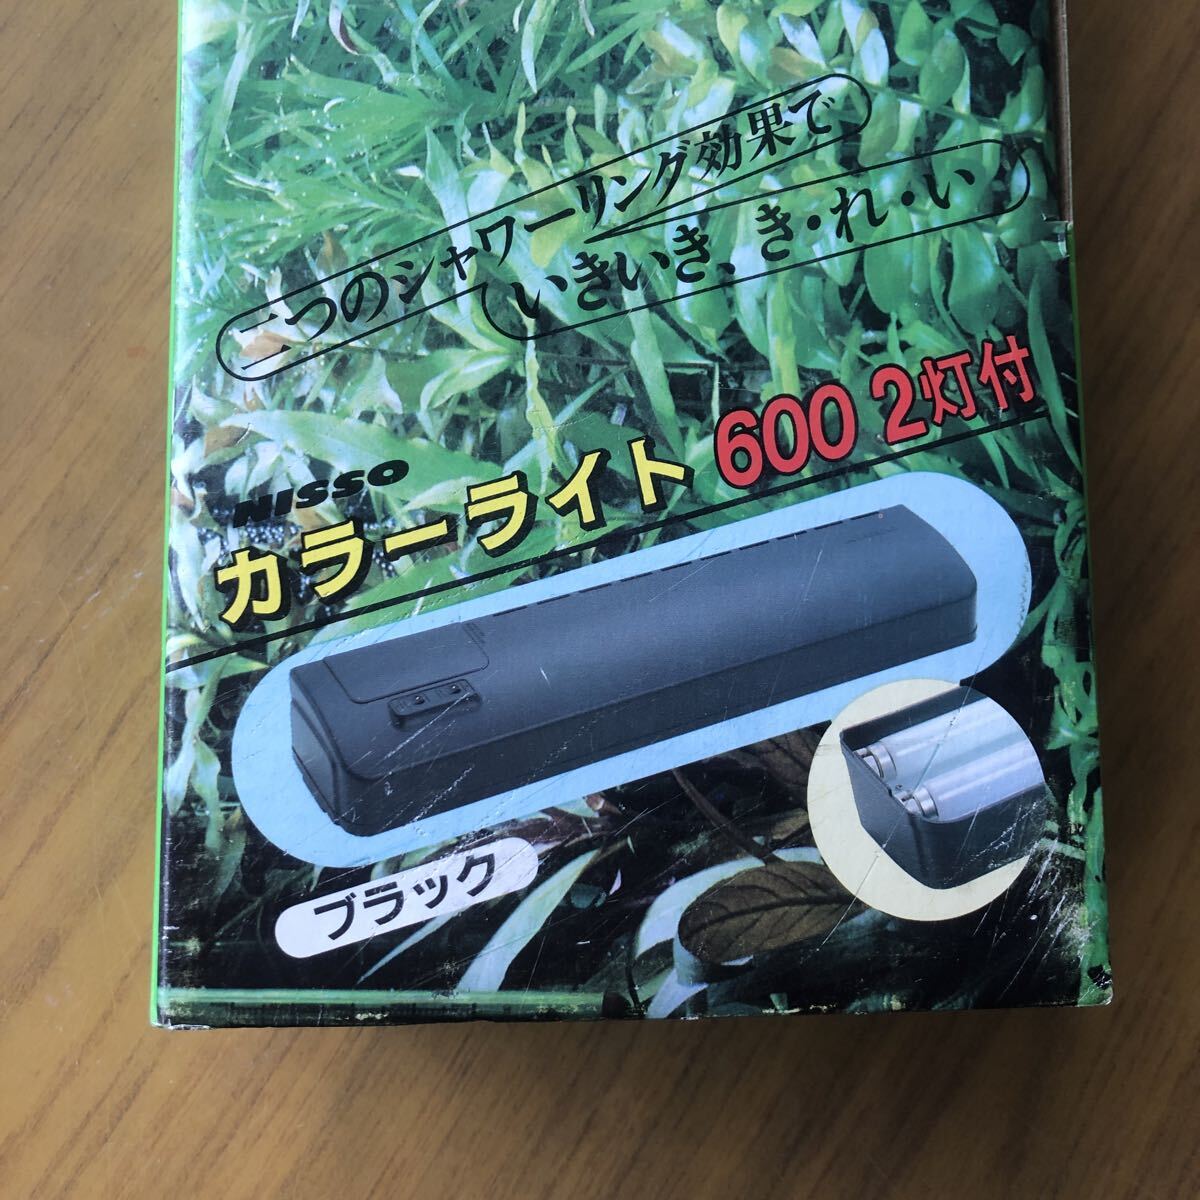 二つのシャワーリング効果で
いきいき、き・れ・い
NISSO
カラーライト 600 2灯付
ブラック